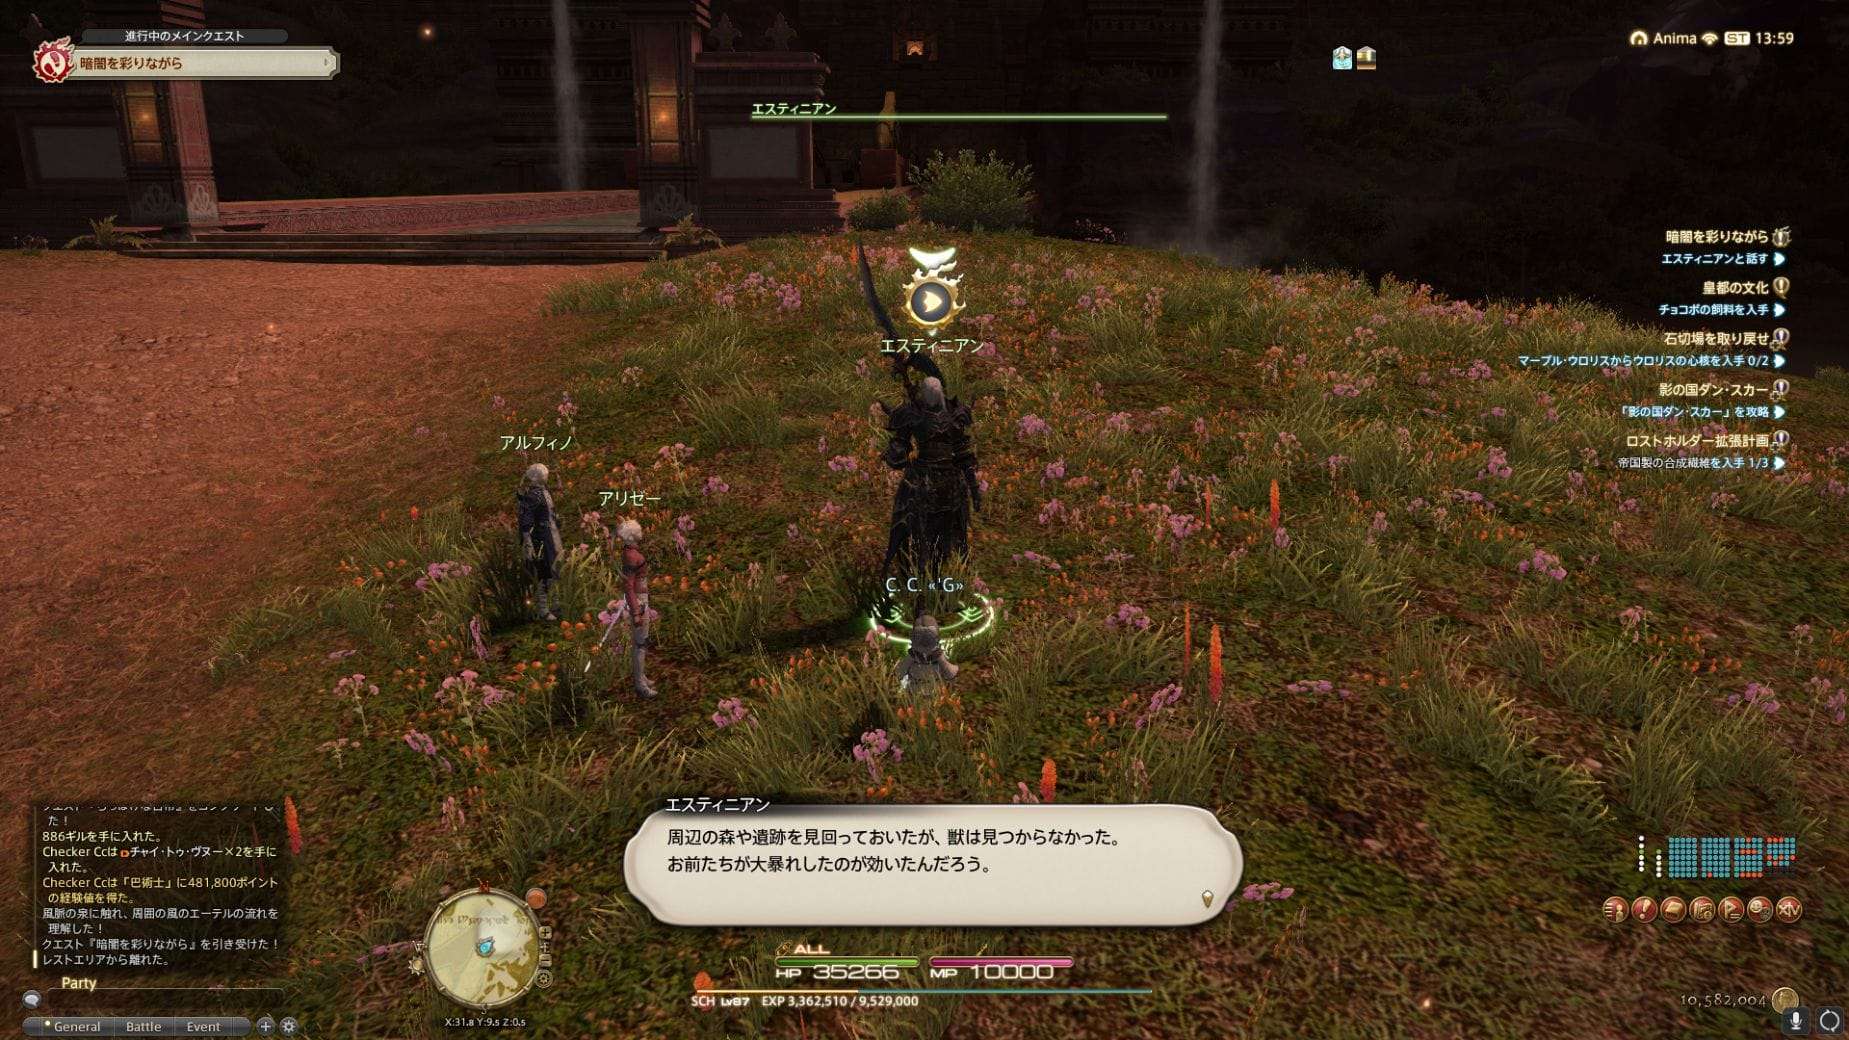 進行中のメインクエスト
暗闇を彩りながら
Anima ST 13:59
エスティニアン
暗闇を彩りながら
エスティニアンと話す
皇都の文化
チョコボの飼料を入手
石切場を取り戻せ
マーブル・ウロリスからウロリスの心核を入手 0/2
影の国ダン・スカー
「影の国ダン・スカー」を攻略
ロストホルダー拡張計画
帝国製の合成繊維を入手 1/3
エスティニアン
アルフィノ
アリゼー
C. C. «'G»
エスティニアン
周辺の森や遺跡を見回っておいたが、獣は見つからなかった。
お前たちが大暴れしたのが効いたんだろう。
た！
886ギルを手に入れた。
Checker Ccは チャイ・トゥ・ヴヌー×2を手に
入れた。
Checker Ccは「巴術士」に481,800ポイント
の経験値を得た。
風脈の泉に触れ、周囲の風のエーテルの流れを
理解した！
クエスト『暗闇を彩りながら』を引き受けた！
レストエリアから離れた。
Party
General Battle Event
X:31.8 Y:9.5 Z:0.5
ALL
HP 35266 MP 10000
SCH Lv87 EXP 3,362,510 / 9,529,000
10,582,004
XIV